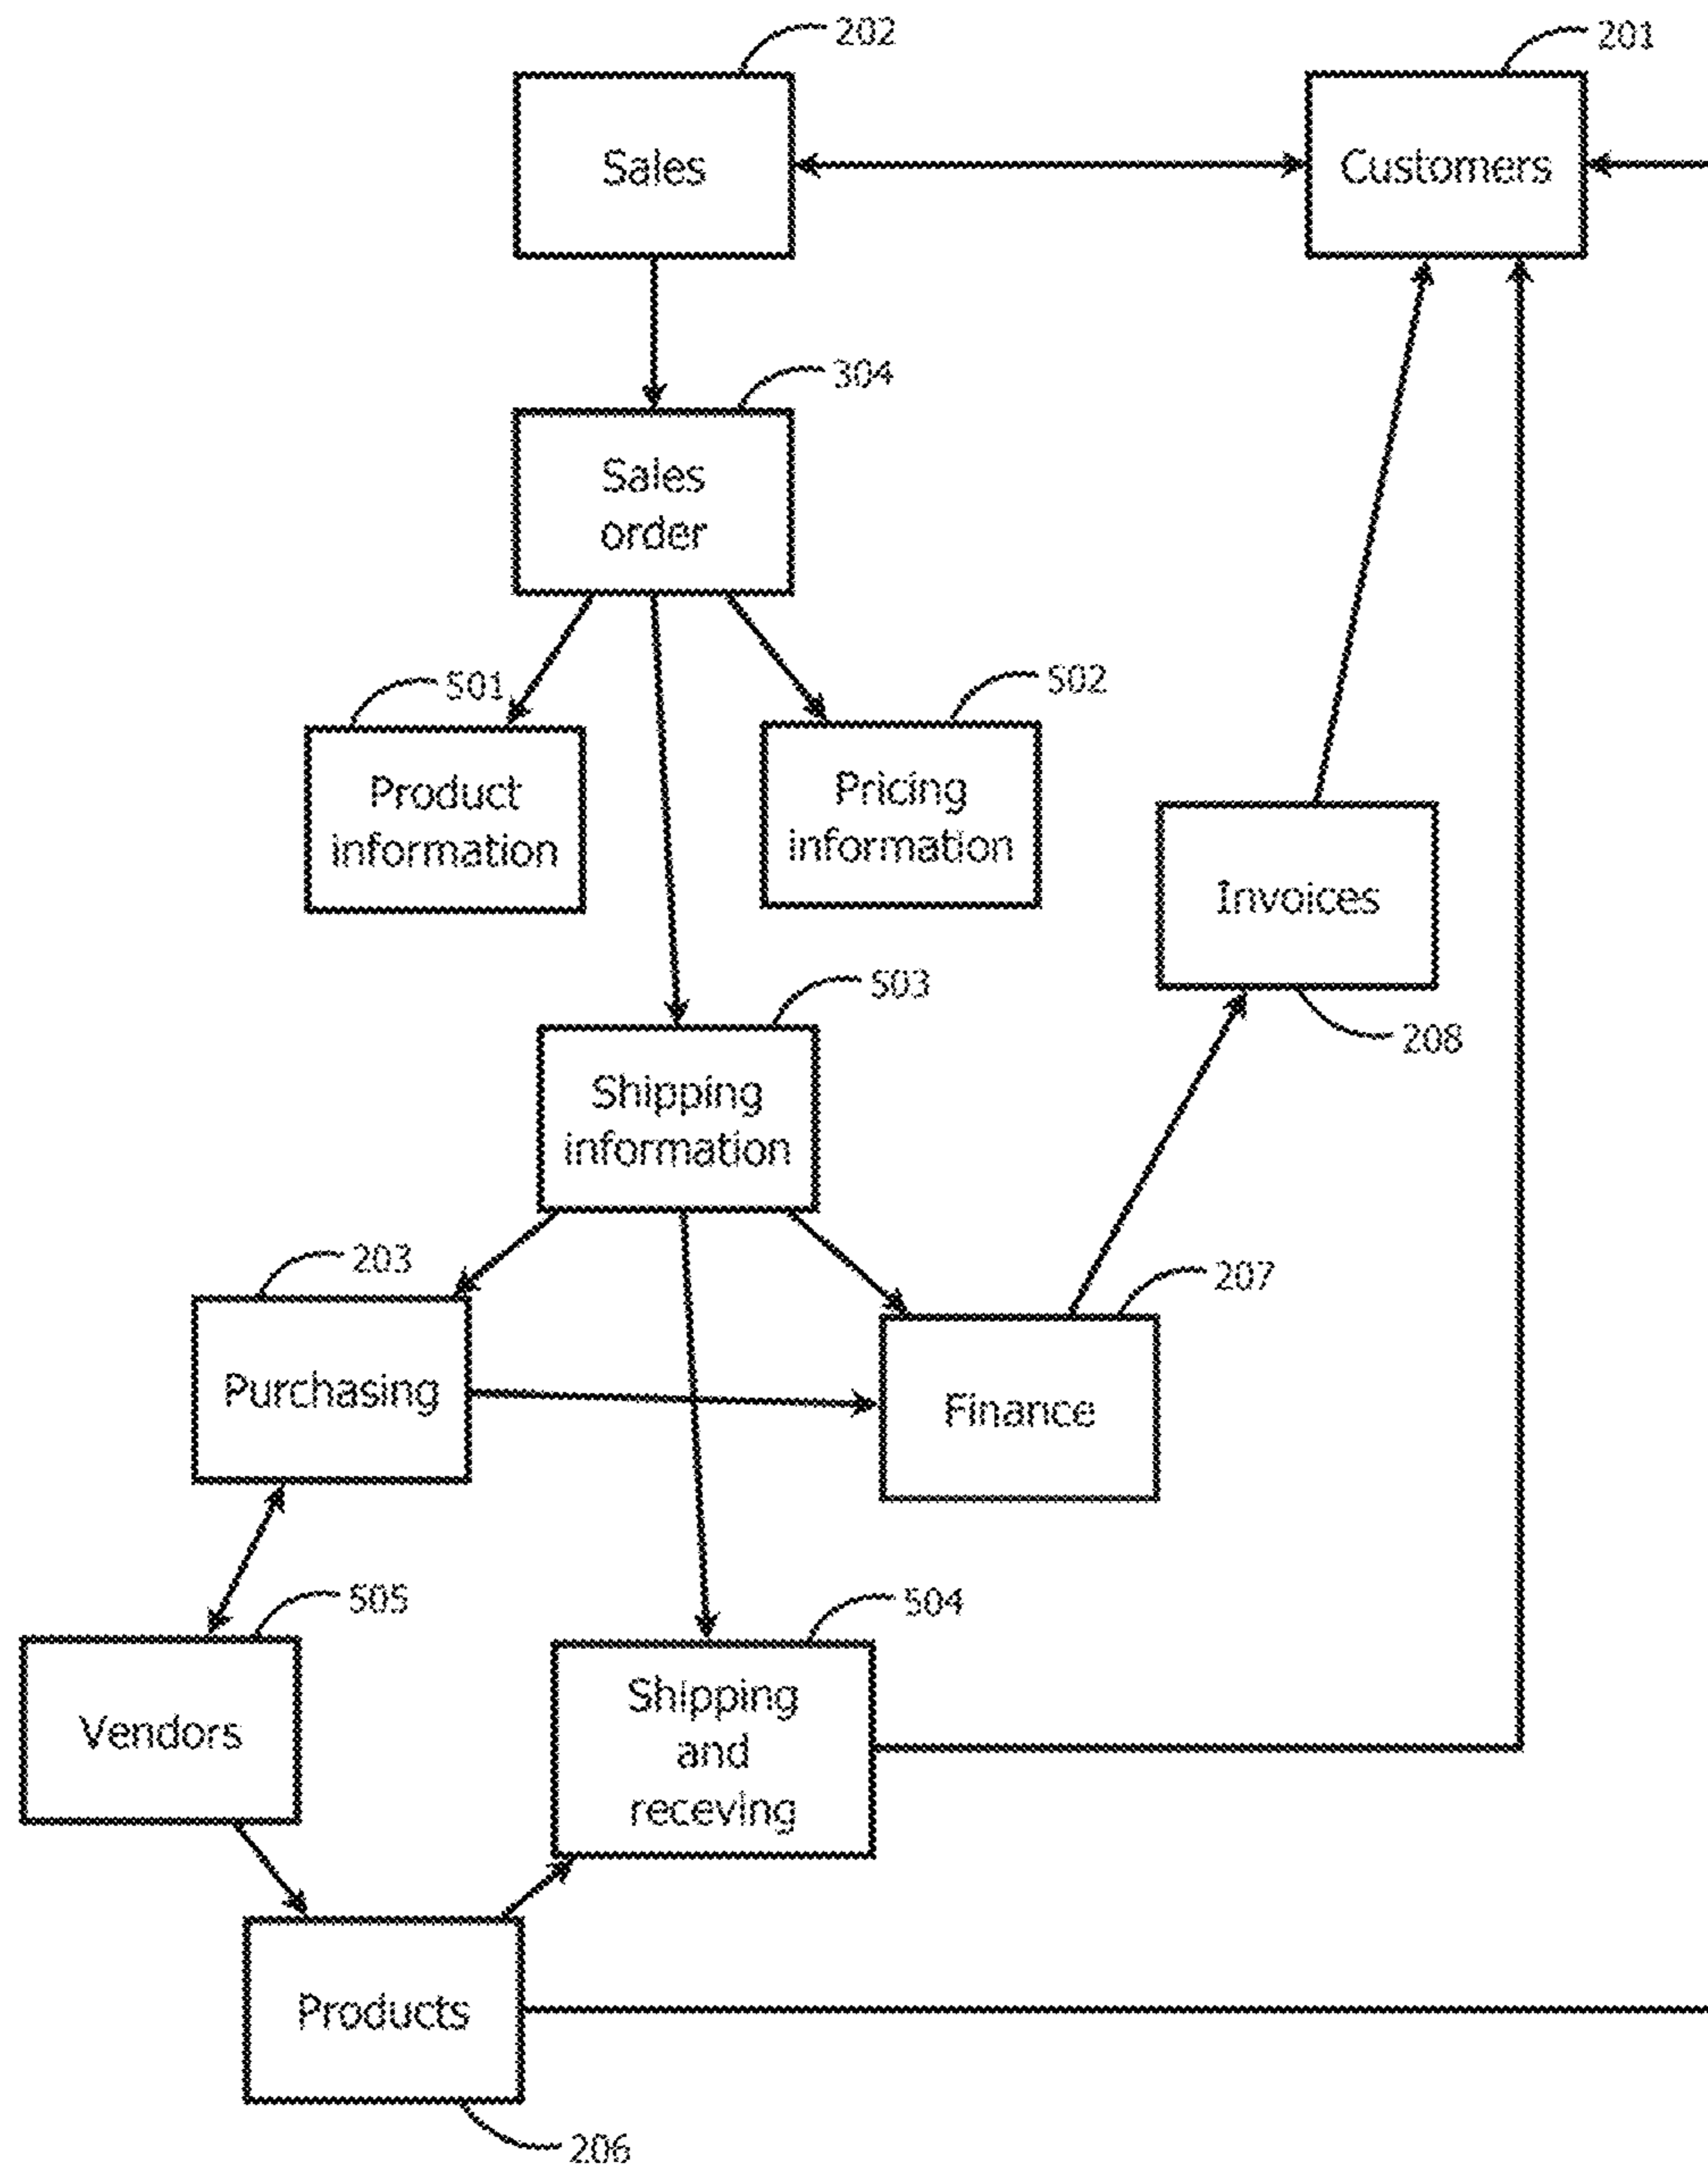 202
201
Sales
Customers
304
Sales
order
501
502
Product
information
Pricing
information
Invoices
503
208
Shipping
information
203
207
Purchasing
Finance
505
504
Vendors
Shipping
and
receving
Products
206